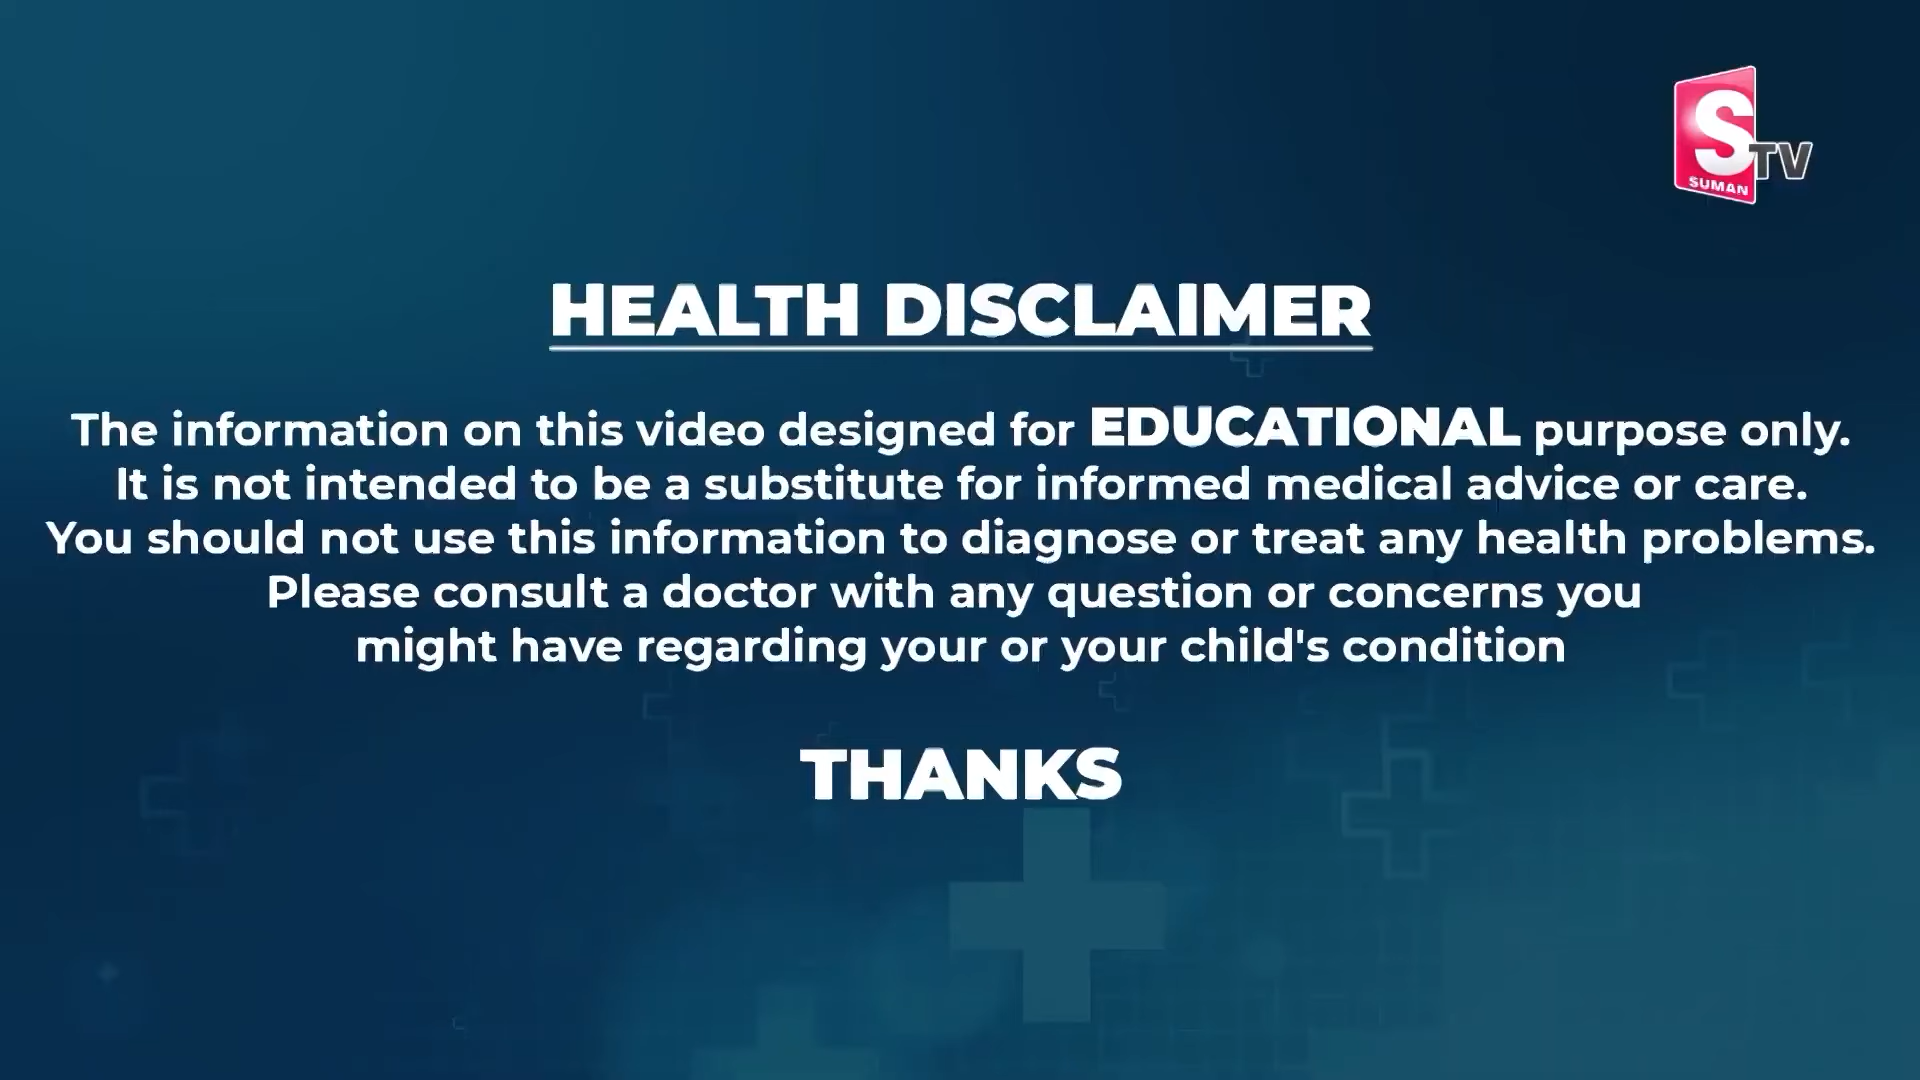 S TV
SUMAN
HEALTH DISCLAIMER
The information on this video designed for EDUCATIONAL purpose only.
It is not intended to be a substitute for informed medical advice or care.
You should not use this information to diagnose or treat any health problems.
Please consult a doctor with any question or concerns you
might have regarding your or your child's condition
THANKS